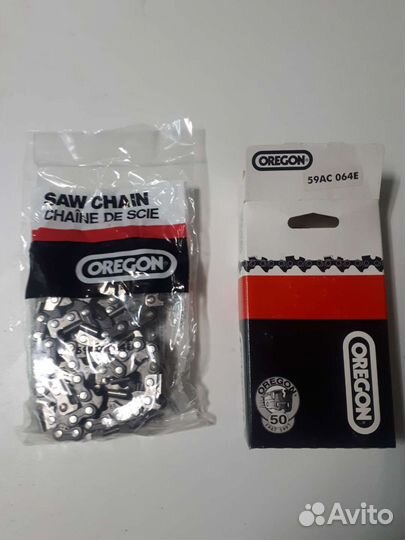 SAW CHAIN
CHAÎNE DE SCIE
OREGON
OREGON
59AC 064E
OREGON
50
OREGON
Avito